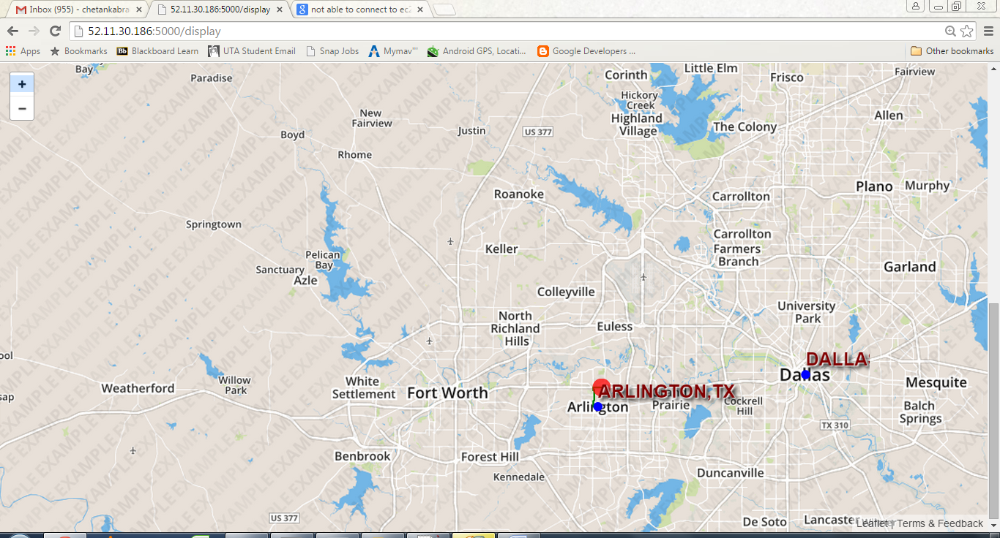 Inbox (955) - chetankabra
52.11.30.186:5000/display
not able to connect to ec2
52.11.30.186:5000/display
Apps
Bookmarks
Bb
Blackboard Learn
UTA Student Email
Snap Jobs
Mymav'''
Android GPS, Locati...
Google Developers ...
Other bookmarks
+
−
Bay
Paradise
Corinth
Little Elm
Frisco
Fairview
Hickory
Creek
Highland
Village
The Colony
Allen
New
Fairview
Boyd
Justin
US 377
Rhome
Roanoke
Carrollton
Plano
Murphy
Springtown
Carrollton
Farmers
Branch
Keller
Pelican
Bay
Sanctuary
Azle
Garland
Colleyville
University
Park
North
Richland
Hills
Euless
ool
DALLA
Dallas
Weatherford
Willow
Park
White
Settlement
Fort Worth
ARLINGTON,TX
Arlington
Prairie
Cockrell
Hill
Mesquite
Balch
Springs
sap
TX 310
Benbrook
Forest Hill
Kennedale
Duncanville
US 377
De Soto
Lancaster
Leaflet | Terms & Feedback
EXAMPLE EXAMPLE EXAMPLE